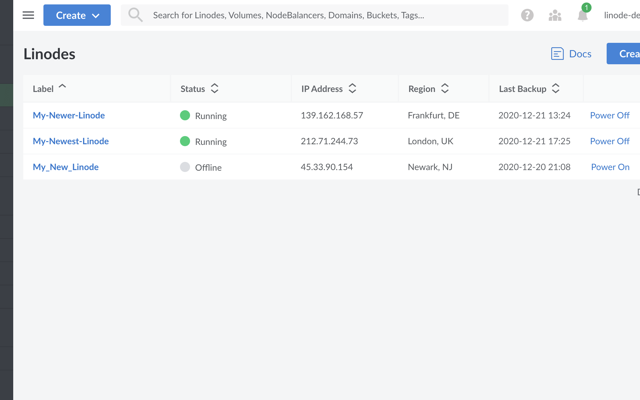 Create
Search for Linodes, Volumes, NodeBalancers, Domains, Buckets, Tags...
?
1
linode-de
Linodes
Docs
Crea
Label Status IP Address Region Last Backup
My-Newer-Linode Running 139.162.168.57 Frankfurt, DE 2020-12-21 13:24 Power Off
My-Newest-Linode Running 212.71.244.73 London, UK 2020-12-21 17:25 Power Off
My_New_Linode Offline 45.33.90.154 Newark, NJ 2020-12-20 21:08 Power On